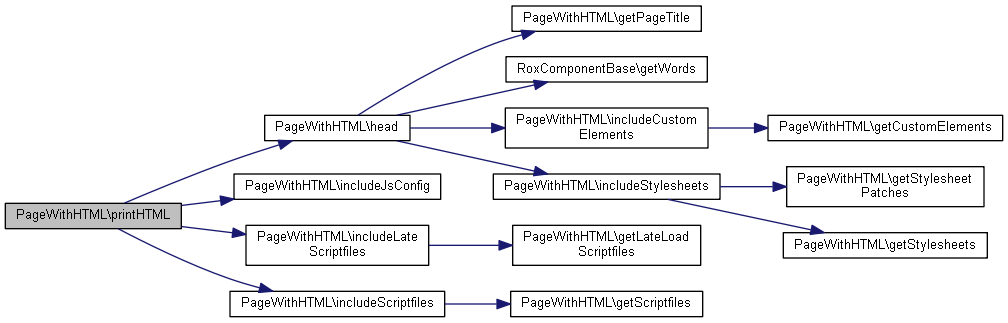 PageWithHTML\printHTML
PageWithHTML\head
PageWithHTML\getPageTitle
RoxComponentBase\getWords
PageWithHTML\includeCustom
Elements
PageWithHTML\getCustomElements
PageWithHTML\includeStylesheets
PageWithHTML\getStylesheet
Patches
PageWithHTML\getStylesheets
PageWithHTML\includeJsConfig
PageWithHTML\includeLate
Scriptfiles
PageWithHTML\getLateLoad
Scriptfiles
PageWithHTML\includeScriptfiles
PageWithHTML\getScriptfiles